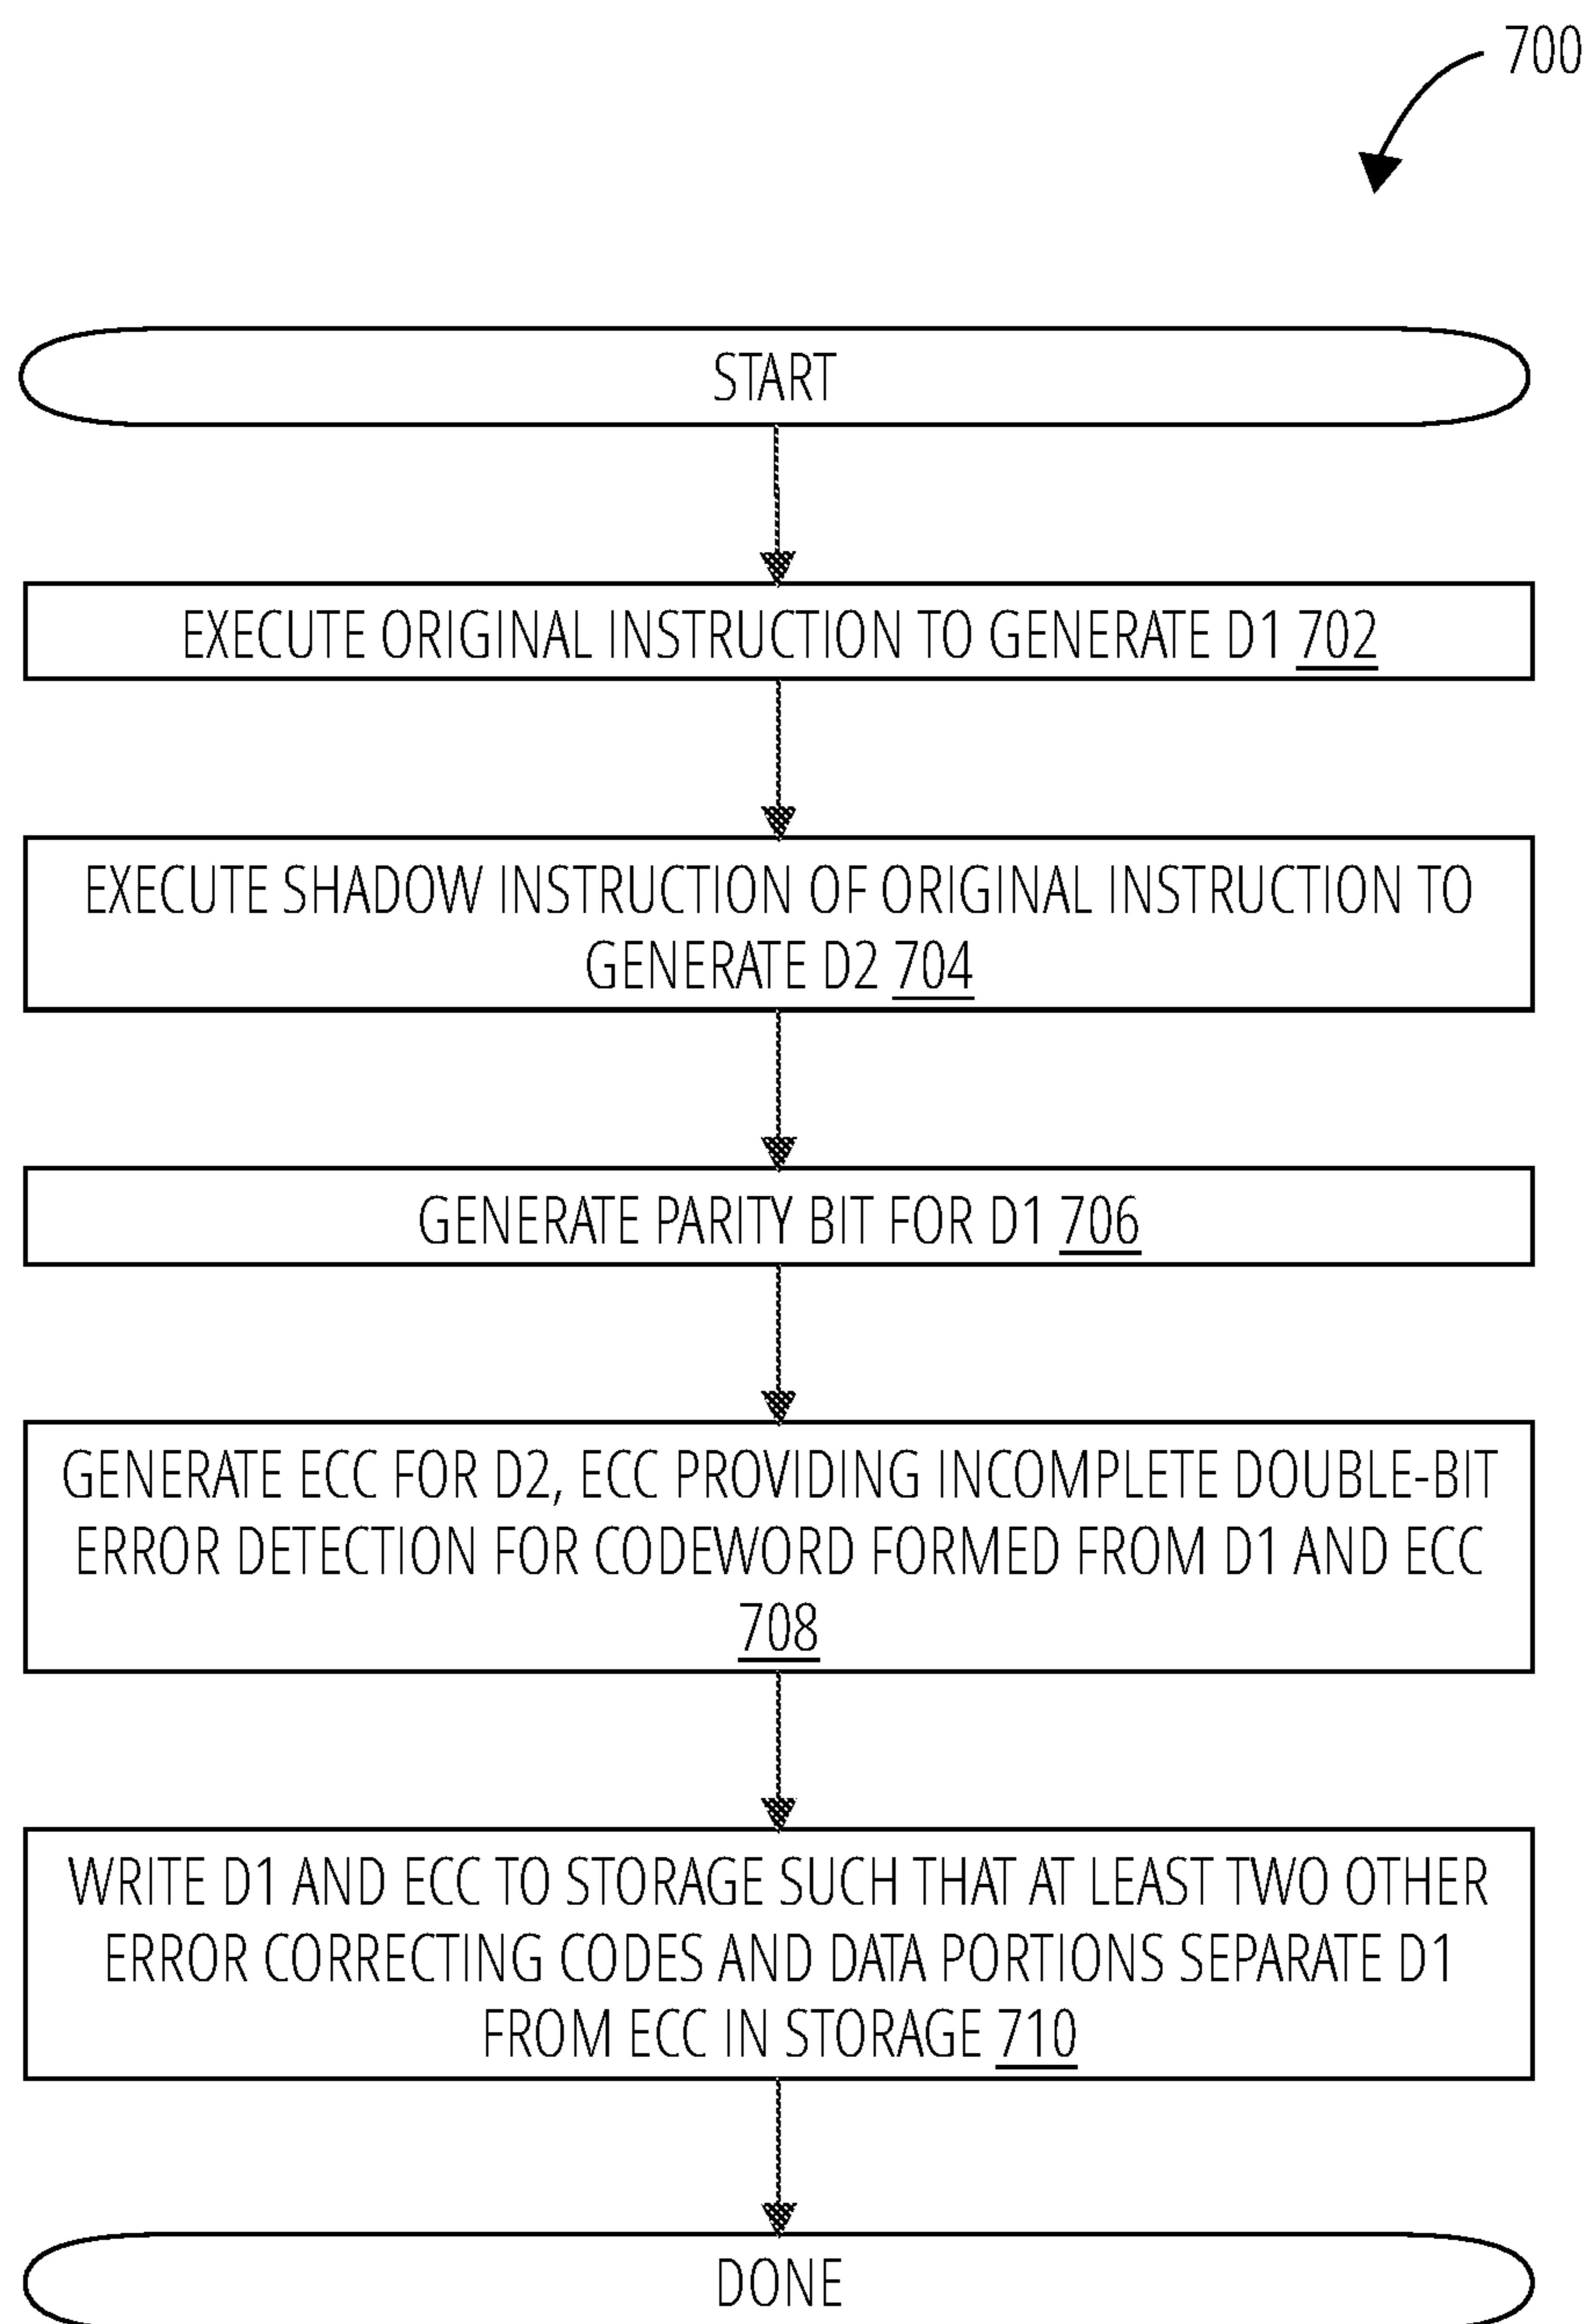 700
START
EXECUTE ORIGINAL INSTRUCTION TO GENERATE D1 702
EXECUTE SHADOW INSTRUCTION OF ORIGINAL INSTRUCTION TO
GENERATE D2 704
GENERATE PARITY BIT FOR D1 706
GENERATE ECC FOR D2, ECC PROVIDING INCOMPLETE DOUBLE-BIT
ERROR DETECTION FOR CODEWORD FORMED FROM D1 AND ECC
708
WRITE D1 AND ECC TO STORAGE SUCH THAT AT LEAST TWO OTHER
ERROR CORRECTING CODES AND DATA PORTIONS SEPARATE D1
FROM ECC IN STORAGE 710
DONE